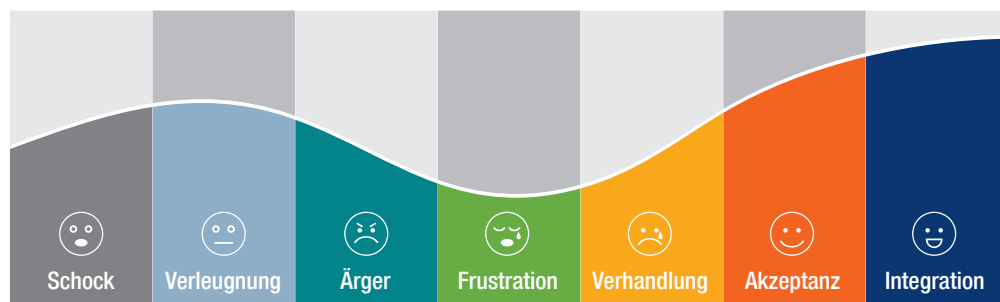 Schock
Verleugnung
Ärger
Frustration
Verhandlung
Akzeptanz
Integration